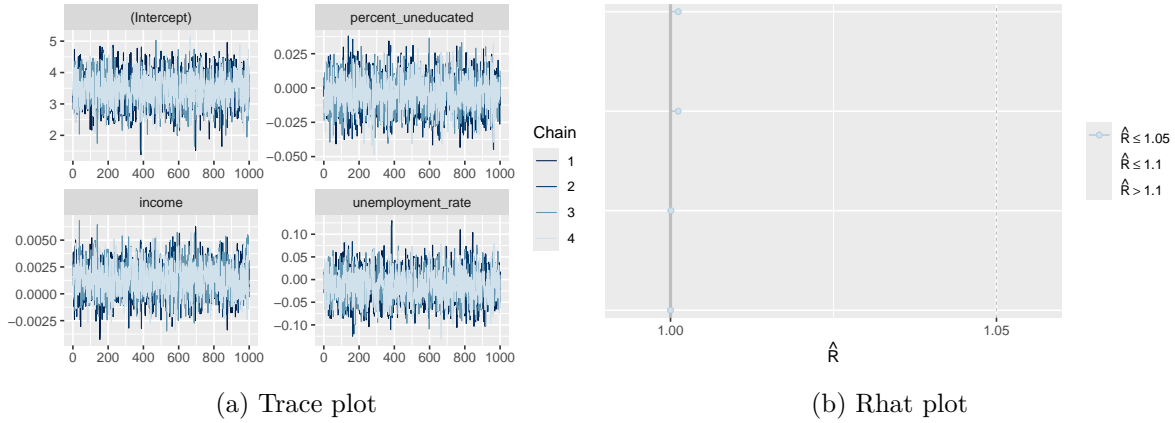 (Intercept)
percent_uneducated
5
4
3
2
0.025
0.000
−0.025
−0.050
0 200 400 600 800 1000
0 200 400 600 800 1000
income
unemployment_rate
0.0050
0.0025
0.0000
−0.0025
0.10
0.05
0.00
−0.05
−0.10
0 200 400 600 800 1000
0 200 400 600 800 1000
Chain
1
2
3
4
(a) Trace plot
1.00
1.05
R̂
R̂ ≤ 1.05
R̂ ≤ 1.1
R̂ > 1.1
(b) Rhat plot